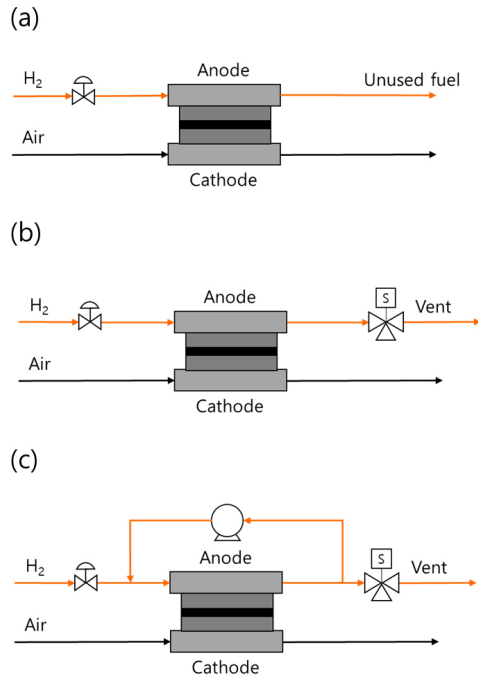 (a)
H₂
Anode
Unused fuel
Air
Cathode
(b)
H₂
Anode
S
Vent
Air
Cathode
(c)
H₂
Anode
S
Vent
Air
Cathode